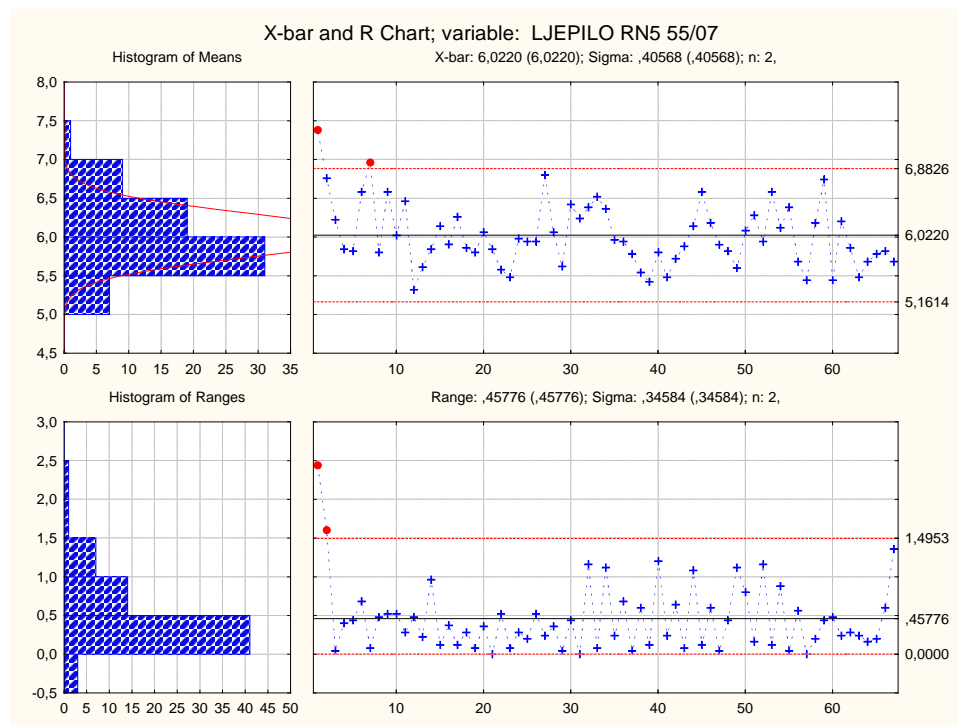 X-bar and R Chart; variable: LJEPILO RN5 55/07
Histogram of Means
X-bar: 6,0220 (6,0220); Sigma: ,40568 (,40568); n: 2,
8,0
7,5
7,0
6,5
6,0
5,5
5,0
4,5
0 5 10 15 20 25 30 35
6,8826
6,0220
5,1614
10 20 30 40 50 60
Histogram of Ranges
Range: ,45776 (,45776); Sigma: ,34584 (,34584); n: 2,
3,0
2,5
2,0
1,5
1,0
0,5
0,0
-0,5
0 5 10 15 20 25 30 35 40 45 50
1,4953
,45776
0,0000
10 20 30 40 50 60